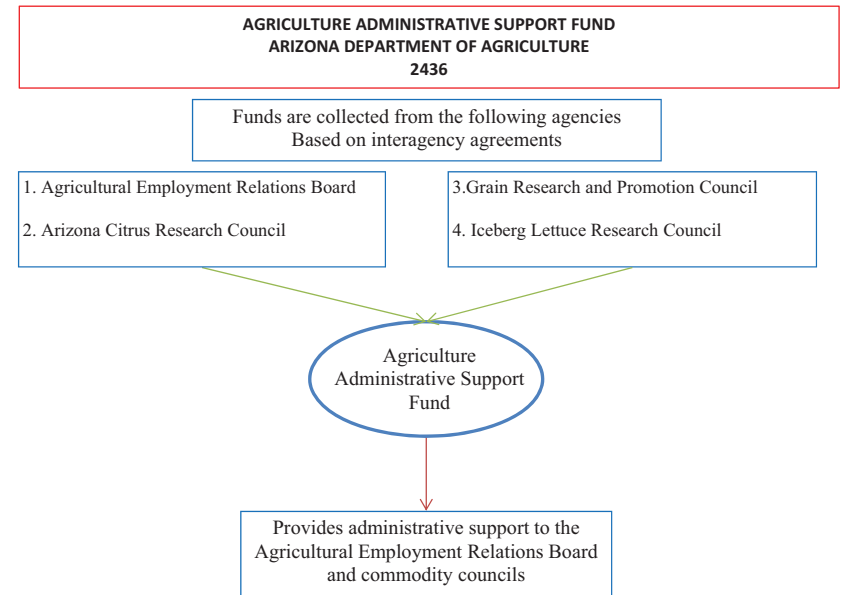 AGRICULTURE ADMINISTRATIVE SUPPORT FUND
ARIZONA DEPARTMENT OF AGRICULTURE
2436
Funds are collected from the following agencies
Based on interagency agreements
1. Agricultural Employment Relations Board
2. Arizona Citrus Research Council
3.Grain Research and Promotion Council
4. Iceberg Lettuce Research Council
Agriculture
Administrative Support
Fund
Provides administrative support to the
Agricultural Employment Relations Board
and commodity councils